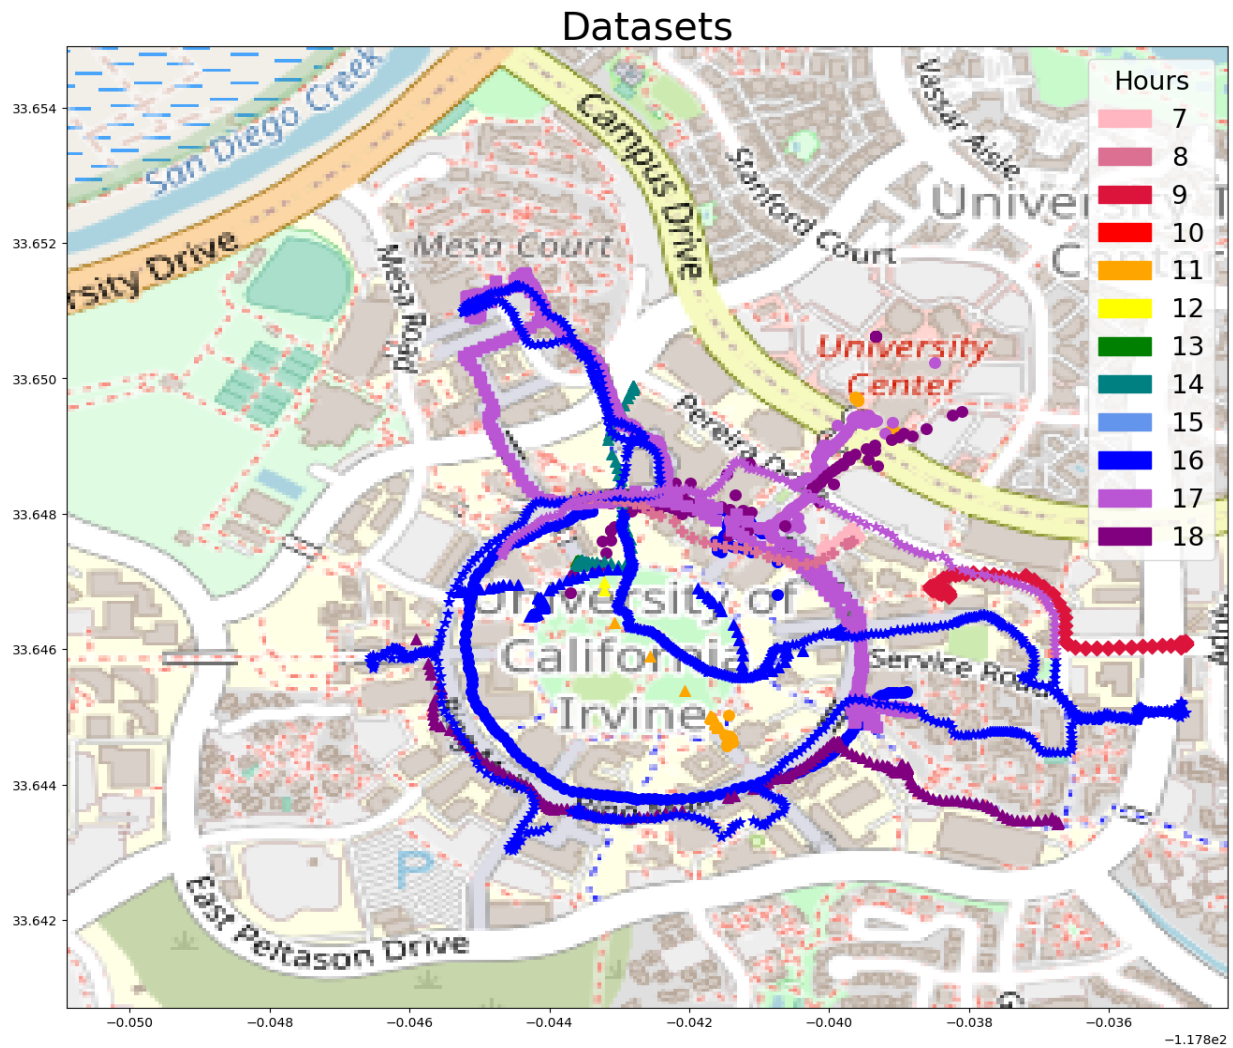 Datasets
San Diego Creek
Campus Drive
Vassar Aisle
Stanford Court
Mesa Court
rsity Drive
Mesa Road
University
Center
Pereira D
University of
California
Irvine
Service Road
P
East Peltason Drive
Hours
7
8
9
10
11
12
13
14
15
16
17
18
33.654
33.652
33.650
33.648
33.646
33.644
33.642
−0.050
−0.048
−0.046
−0.044
−0.042
−0.040
−0.038
−0.036
−1.178e2